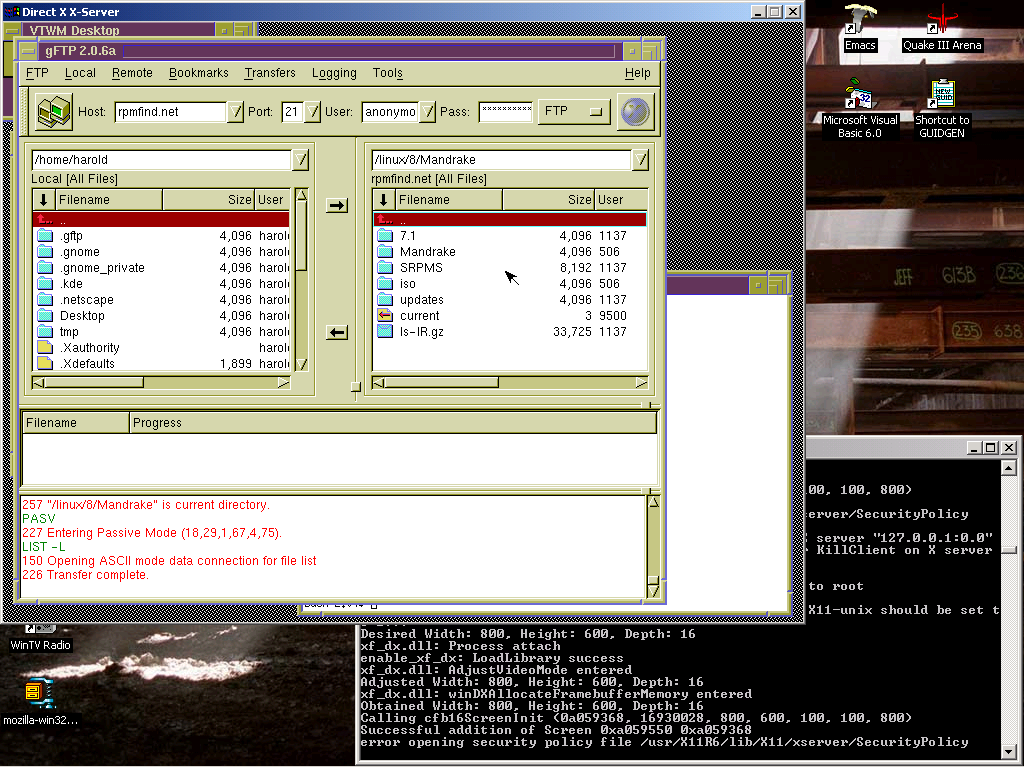 Direct X X-Server
VTWM Desktop
gFTP 2.0.6a
FTP Local Remote Bookmarks Transfers Logging Tools Help
Host: rpmfind.net Port: 21 User: anonymo Pass: ********** FTP
/home/harold
Local [All Files]
Filename Size User
..
.gftp 4,096 harol
.gnome 4,096 harol
.gnome_private 4,096 harol
.kde 4,096 harol
.netscape 4,096 harol
Desktop 4,096 harol
tmp 4,096 harol
.Xauthority harol
.Xdefaults 1,899 harol
/linux/8/Mandrake
rpmfind.net [All Files]
Filename Size User
..
7.1 4,096 1137
Mandrake 4,096 506
SRPMS 8,192 1137
iso 4,096 506
updates 4,096 1137
current 3 9500
ls-lR.gz 33,725 1137
Filename Progress
257 "/linux/8/Mandrake" is current directory.
PASV
227 Entering Passive Mode (18,29,1,67,4,75).
LIST -L
150 Opening ASCII mode data connection for file list
226 Transfer complete.
Emacs
Quake III Arena
Microsoft Visual
Basic 6.0
NEW
GUID
Shortcut to
GUIDGEN
JEFF 613B 236
235 638
WinTV Radio
mozilla-win32...
00, 100, 800)
erver/SecurityPolicy
server "127.0.0.1:0.0"
KillClient on X server
to root
X11-unix should be set t
Desired Width: 800, Height: 600, Depth: 16
xf_dx.dll: Process attach
enable_xf_dx: LoadLibrary success
xf_dx.dll: AdjustVideoMode entered
Adjusted Width: 800, Height: 600, Depth: 16
xf_dx.dll: winDXAllocateFramebufferMemory entered
Obtained Width: 800, Height: 600, Depth: 16
Calling cfb16ScreenInit (0a059368, 16930028, 800, 600, 100, 100, 800)
Successful addition of Screen 0xa059550 0xa059368
error opening security policy file /usr/X11R6/lib/X11/xserver/SecurityPolicy